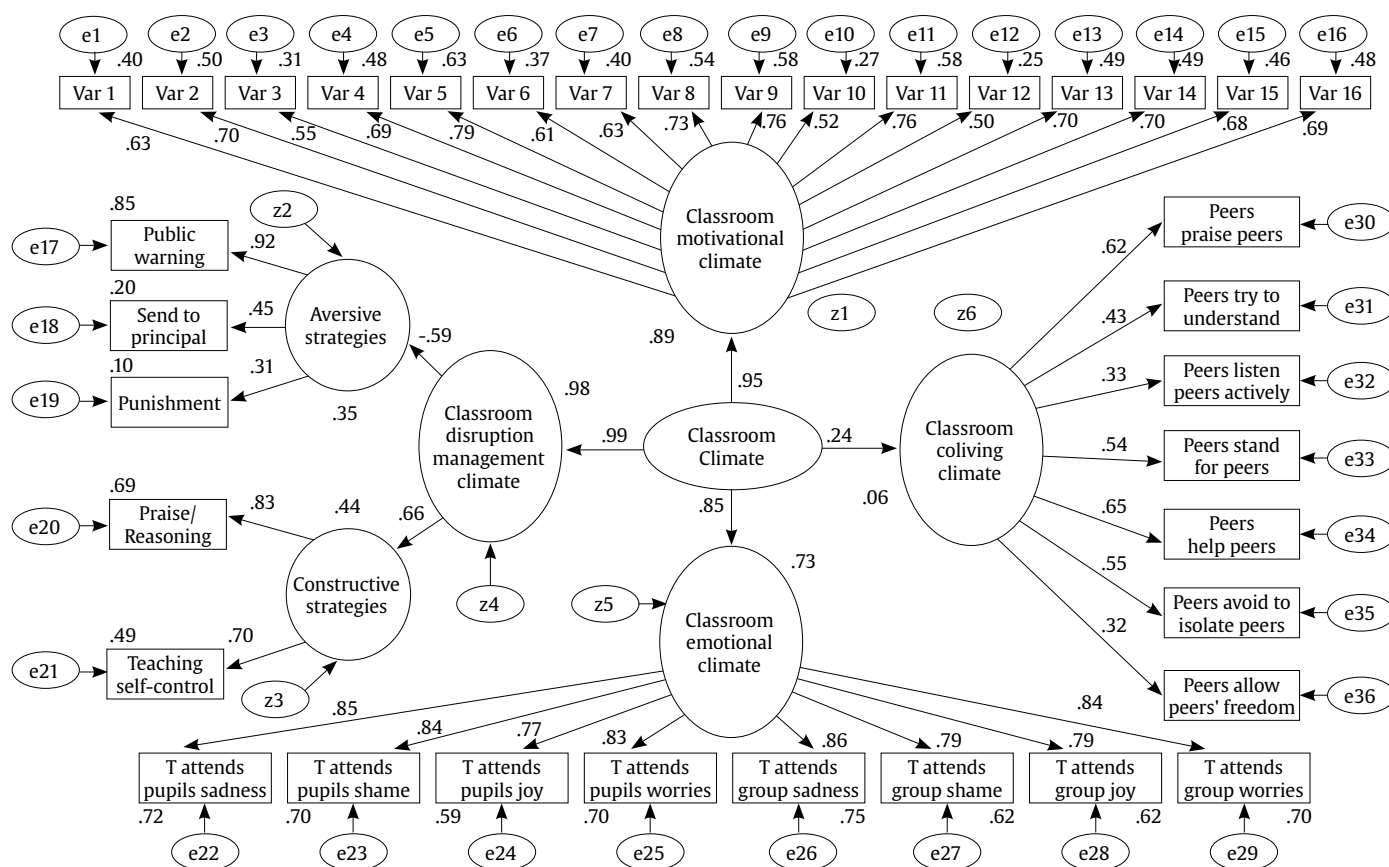 e1 e2 e3 e4 e5 e6 e7 e8 e9 e10 e11 e12 e13 e14 e15 e16
.40 .50 .31 .48 .63 .37 .40 .54 .58 .27 .58 .25 .49 .49 .46 .48
Var 1 Var 2 Var 3 Var 4 Var 5 Var 6 Var 7 Var 8 Var 9 Var 10 Var 11 Var 12 Var 13 Var 14 Var 15 Var 16
.63 .70 .55 .69 .79 .61 .63 .73 .76 .52 .76 .50 .70 .70 .68 .69
Classroom
motivational
climate
z1
.89
.95
z2
.85
e17
Public
warning
.92
.20
e18
Send to
principal
.45
.10
e19
Punishment
.31
Aversive
strategies
.35
-.59
Classroom
disruption
management
climate
.98
.99
z4
.66
.69
e20
Praise/
Reasoning
.83
.44
Constructive
strategies
.49
e21
Teaching
self-control
.70
z3
Classroom
Climate
.24
.85
z6
Classroom
coliving
climate
.06
.62
Peers
praise peers
e30
.43
Peers try to
understand
e31
.33
Peers listen
peers actively
e32
.54
Peers stand
for peers
e33
.65
Peers
help peers
e34
.55
Peers avoid to
isolate peers
e35
.32
Peers allow
peers' freedom
e36
z5
Classroom
emotional
climate
.73
.85 .84 .77 .83 .86 .79 .79 .84
T attends T attends T attends T attends T attends T attends T attends T attends
pupils sadness pupils shame pupils joy pupils worries group sadness group shame group joy group worries
.72 .70 .59 .70 .75 .62 .62 .70
e22 e23 e24 e25 e26 e27 e28 e29